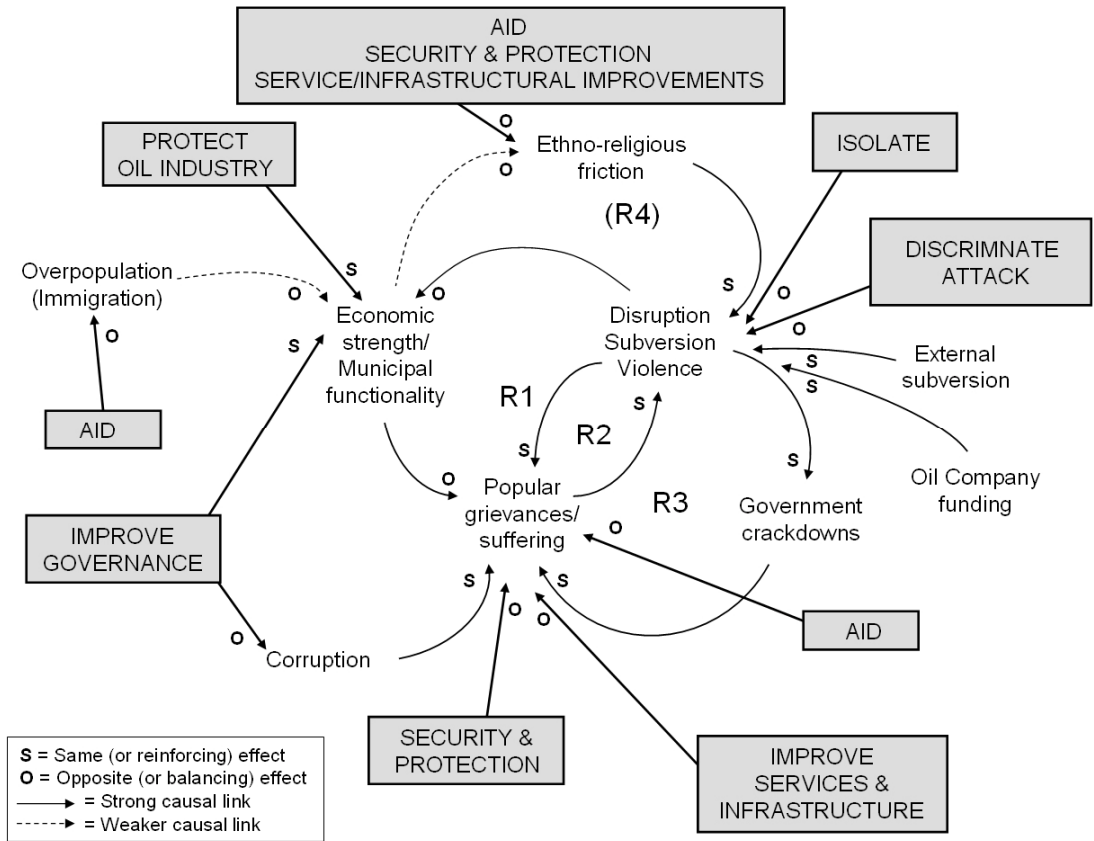 AID
SECURITY & PROTECTION
SERVICE/INFRASTRUCTURAL IMPROVEMENTS
PROTECT
OIL INDUSTRY
O
O
Ethno-religious
friction
ISOLATE
(R4)
DISCRIMNATE
ATTACK
Overpopulation
(Immigration)
O
S
O
S
O
Economic
strength/
Municipal
functionality
S
O
O
Disruption
Subversion
Violence
S
S
External
subversion
O
AID
R1
R2
S
S
S
Oil Company
funding
O
Popular
grievances/
suffering
R3
Government
crackdowns
IMPROVE
GOVERNANCE
O
S
S
O
O
O
Corruption
AID
SECURITY &
PROTECTION
IMPROVE
SERVICES &
INFRASTRUCTURE
S = Same (or reinforcing) effect
O = Opposite (or balancing) effect
= Strong causal link
= Weaker causal link